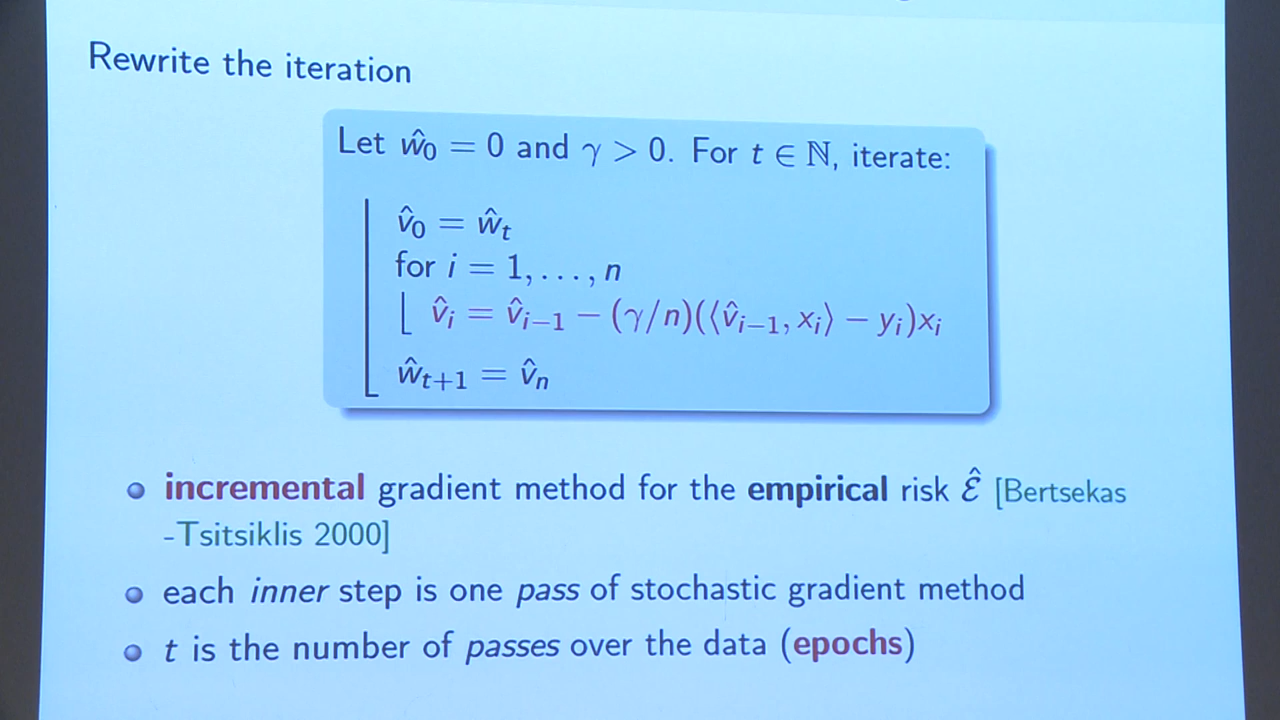 Rewrite the iteration
Let ŵ₀ = 0 and γ > 0. For t ∈ ℕ, iterate:
v̂₀ = ŵₜ
for i = 1, . . . , n
v̂ᵢ = v̂ᵢ₋₁ − (γ/n)(⟨v̂ᵢ₋₁, xᵢ⟩ − yᵢ)xᵢ
ŵₜ₊₁ = v̂ₙ
incremental gradient method for the empirical risk ℰ̂ [Bertsekas
-Tsitsiklis 2000]
each inner step is one pass of stochastic gradient method
t is the number of passes over the data (epochs)